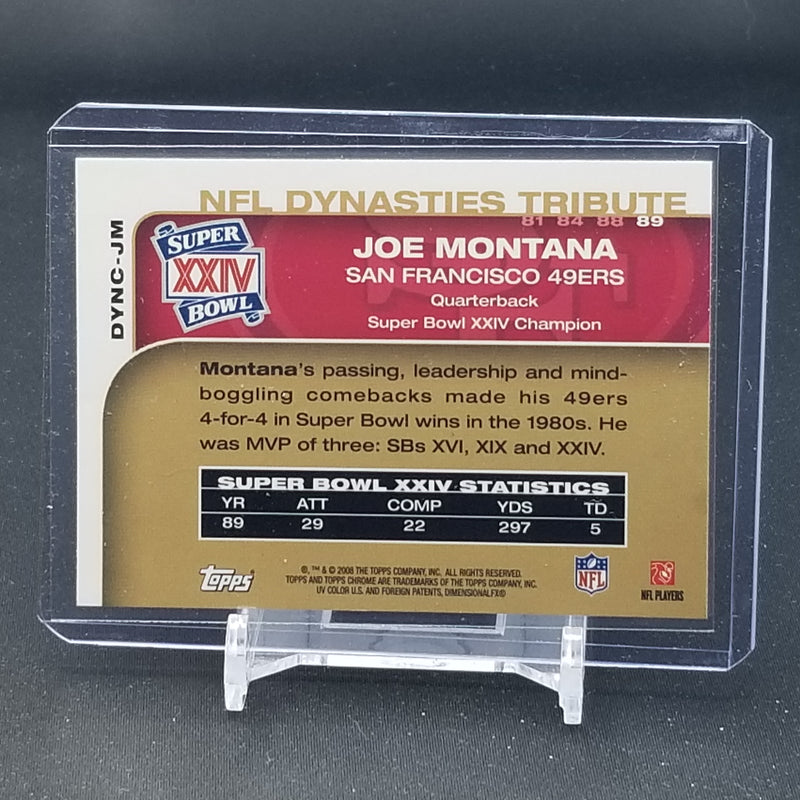 NFL DYNASTIES TRIBUTE
81 84 88 89
DYNC-JM
SUPER
XXIV
BOWL
JOE MONTANA
SAN FRANCISCO 49ERS
Quarterback
Super Bowl XXIV Champion
Montana's passing, leadership and mind-
boggling comebacks made his 49ers
4-for-4 in Super Bowl wins in the 1980s. He
was MVP of three: SBs XVI, XIX and XXIV.
SUPER BOWL XXIV STATISTICS
YR ATT COMP YDS TD
89 29 22 297 5
Topps
®, ™ & © 2008 THE TOPPS COMPANY, INC. ALL RIGHTS RESERVED.
TOPPS AND TOPPS CHROME ARE TRADEMARKS OF THE TOPPS COMPANY, INC.
UV COLOR U.S. AND FOREIGN PATENTS, DIMENSIONALFX®
NFL
NFL PLAYERS